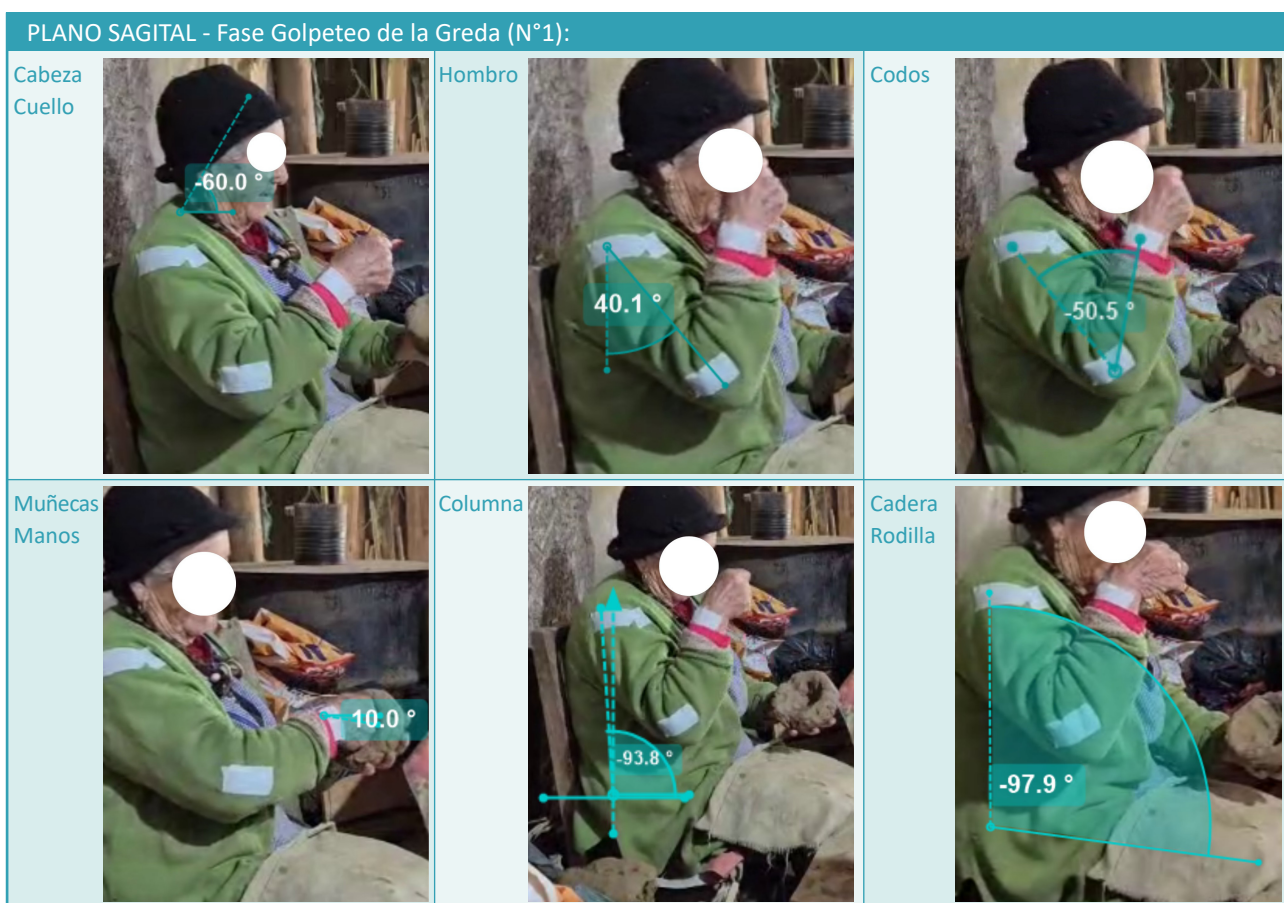 PLANO SAGITAL - Fase Golpeteo de la Greda (N°1):
Cabeza
Cuello
-60.0 °
Hombro
40.1 °
Codos
-50.5 °
Muñecas
Manos
10.0 °
Columna
-93.8 °
Cadera
Rodilla
-97.9 °